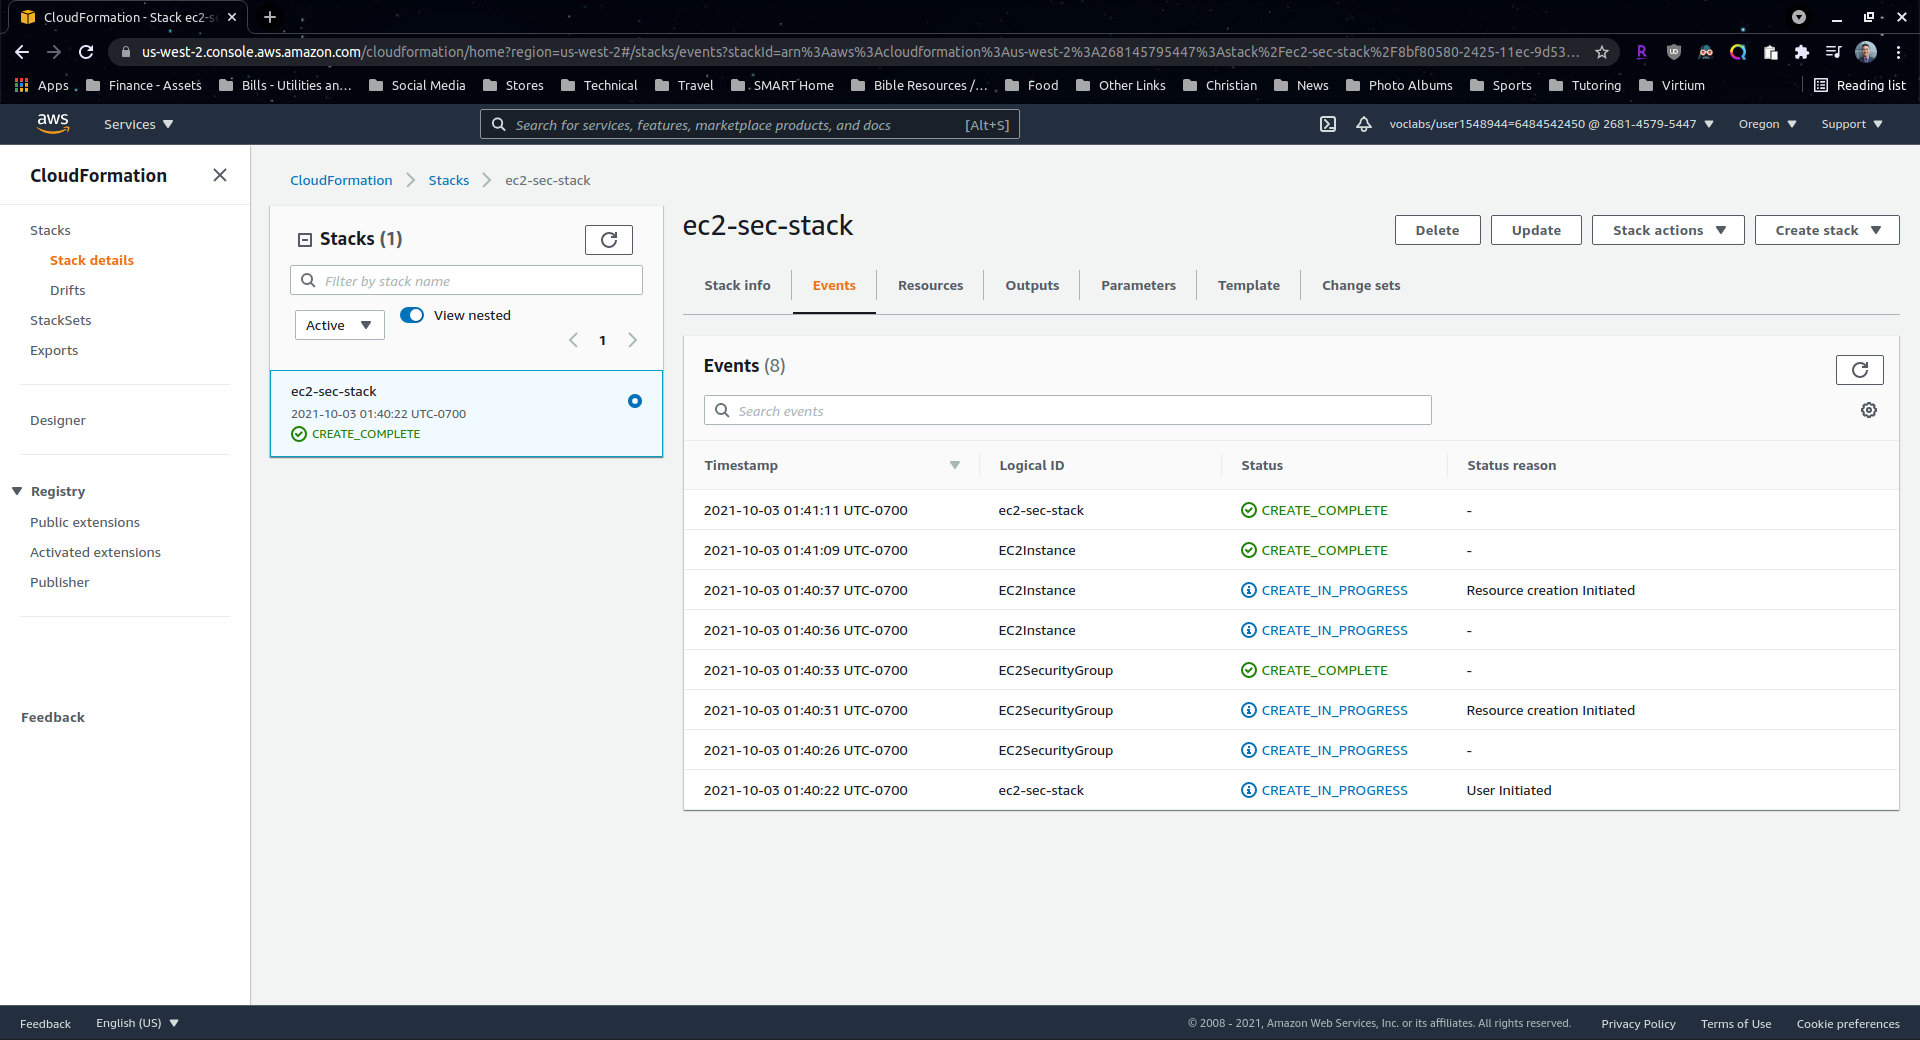 CloudFormation - Stack ec2-s
us-west-2.console.aws.amazon.com/cloudformation/home?region=us-west-2#/stacks/events?stackId=arn%3Aaws%3Acloudformation%3Aus-west-2%3A268145795447%3Astack%2Fec2-sec-stack%2F8bf80580-2425-11ec-9d53...
Apps Finance - Assets Bills - Utilities an... Social Media Stores Technical Travel SMART Home Bible Resources /... Food Other Links Christian News Photo Albums Sports Tutoring Virtium Reading list
aws Services Search for services, features, marketplace products, and docs [Alt+S] voclabs/user1548944=6484542450 @ 2681-4579-5447 Oregon Support
CloudFormation
Stacks
Stack details
Drifts
StackSets
Exports
Designer
Registry
Public extensions
Activated extensions
Publisher
Feedback
CloudFormation Stacks ec2-sec-stack
Stacks (1)
Filter by stack name
Active View nested
1
ec2-sec-stack
2021-10-03 01:40:22 UTC-0700
CREATE_COMPLETE
ec2-sec-stack
Delete Update Stack actions Create stack
Stack info Events Resources Outputs Parameters Template Change sets
Events (8)
Search events
Timestamp Logical ID Status Status reason
2021-10-03 01:41:11 UTC-0700 ec2-sec-stack CREATE_COMPLETE -
2021-10-03 01:41:09 UTC-0700 EC2Instance CREATE_COMPLETE -
2021-10-03 01:40:37 UTC-0700 EC2Instance CREATE_IN_PROGRESS Resource creation Initiated
2021-10-03 01:40:36 UTC-0700 EC2Instance CREATE_IN_PROGRESS -
2021-10-03 01:40:33 UTC-0700 EC2SecurityGroup CREATE_COMPLETE -
2021-10-03 01:40:31 UTC-0700 EC2SecurityGroup CREATE_IN_PROGRESS Resource creation Initiated
2021-10-03 01:40:26 UTC-0700 EC2SecurityGroup CREATE_IN_PROGRESS -
2021-10-03 01:40:22 UTC-0700 ec2-sec-stack CREATE_IN_PROGRESS User Initiated
Feedback English (US) © 2008 - 2021, Amazon Web Services, Inc. or its affiliates. All rights reserved. Privacy Policy Terms of Use Cookie preferences